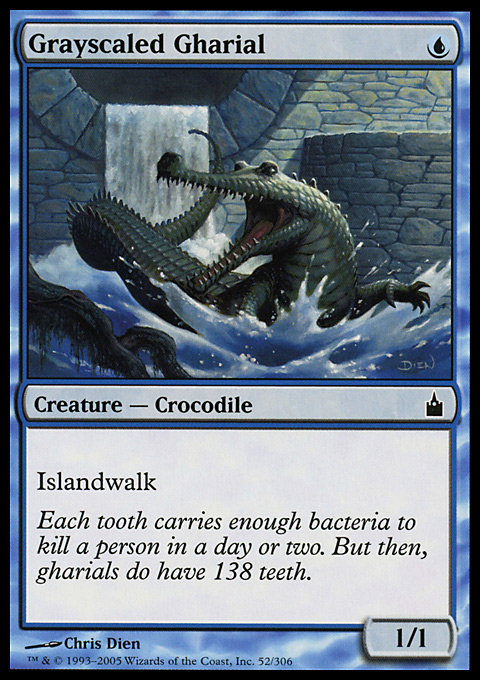 Grayscaled Gharial
DIEN
Creature — Crocodile
Islandwalk
Each tooth carries enough bacteria to
kill a person in a day or two. But then,
gharials do have 138 teeth.
1/1
Chris Dien
™ & © 1993–2005 Wizards of the Coast, Inc. 52/306